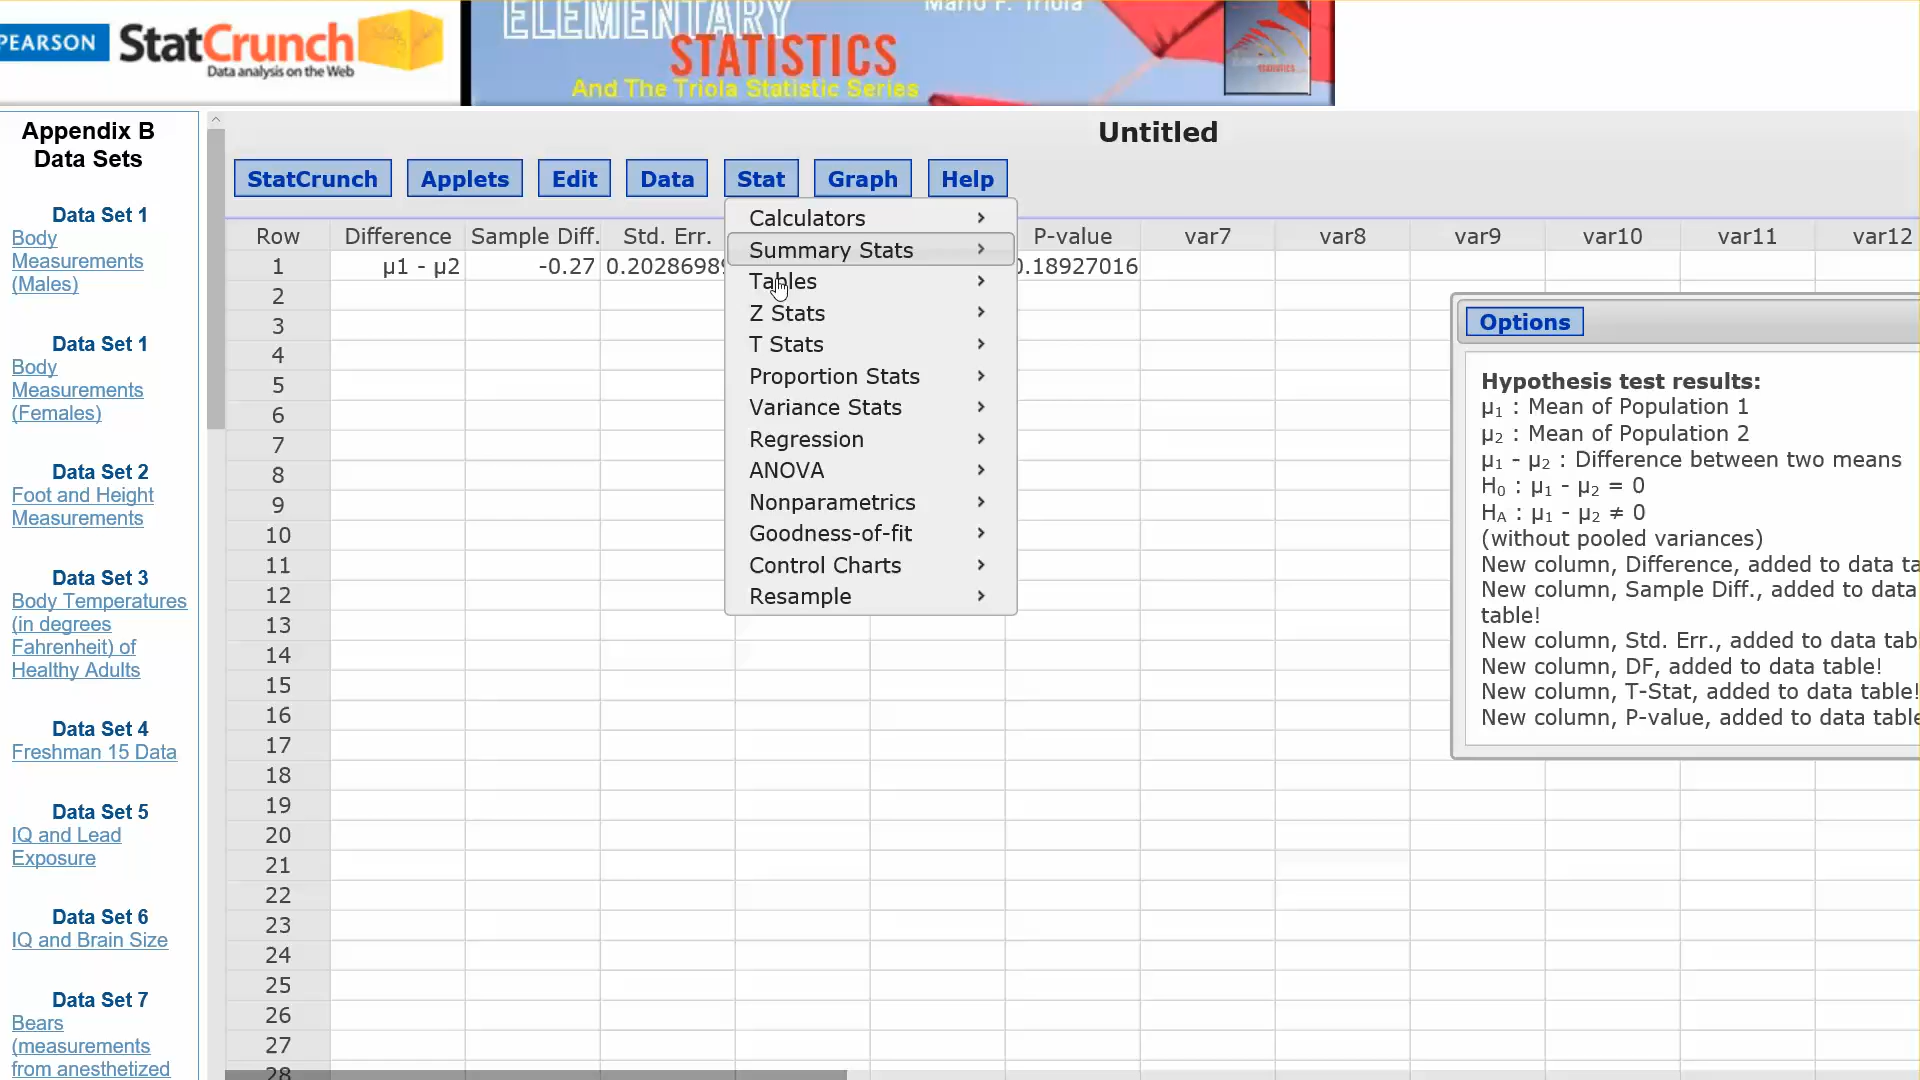 PEARSON StatCrunch
Data analysis on the Web
ELEMENTARY
STATISTICS
And The Triola Statistic Series
Mario F. Triola
STATISTICS
Appendix B
Data Sets
Data Set 1
Body
Measurements
(Males)
Data Set 1
Body
Measurements
(Females)
Data Set 2
Foot and Height
Measurements
Data Set 3
Body Temperatures
(in degrees
Fahrenheit) of
Healthy Adults
Data Set 4
Freshman 15 Data
Data Set 5
IQ and Lead
Exposure
Data Set 6
IQ and Brain Size
Data Set 7
Bears
(measurements
from anesthetized
Untitled
StatCrunch Applets Edit Data Stat Graph Help
Row Difference Sample Diff. Std. Err. P-value var7 var8 var9 var10 var11 var12
1 µ1 - µ2 -0.27 0.2028698 0.18927016
2
3
4
5
6
7
8
9
10
11
12
13
14
15
16
17
18
19
20
21
22
23
24
25
26
27
28
Calculators
Summary Stats
Tables
Z Stats
T Stats
Proportion Stats
Variance Stats
Regression
ANOVA
Nonparametrics
Goodness-of-fit
Control Charts
Resample
Options
Hypothesis test results:
µ₁ : Mean of Population 1
µ₂ : Mean of Population 2
µ₁ - µ₂ : Difference between two means
H₀ : µ₁ - µ₂ = 0
Hₐ : µ₁ - µ₂ ≠ 0
(without pooled variances)
New column, Difference, added to data ta
New column, Sample Diff., added to data
table!
New column, Std. Err., added to data tab
New column, DF, added to data table!
New column, T-Stat, added to data table!
New column, P-value, added to data table